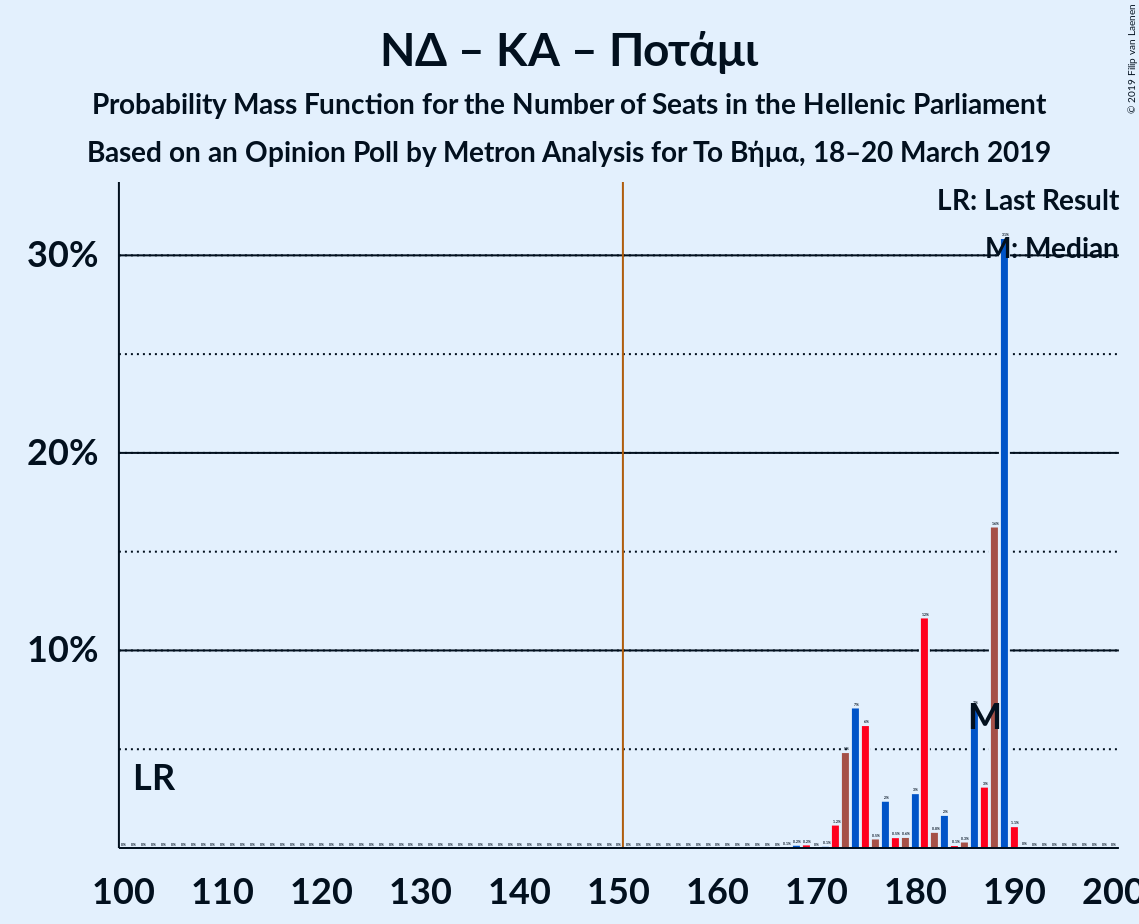 ΝΔ – ΚΑ – Ποτάμι
Probability Mass Function for the Number of Seats in the Hellenic Parliament
Based on an Opinion Poll by Metron Analysis for Το Βήμα, 18–20 March 2019
© 2019 Filip van Laenen
LR: Last Result
M: Median
30%
20%
10%
LR
M
100 110 120 130 140 150 160 170 180 190 200